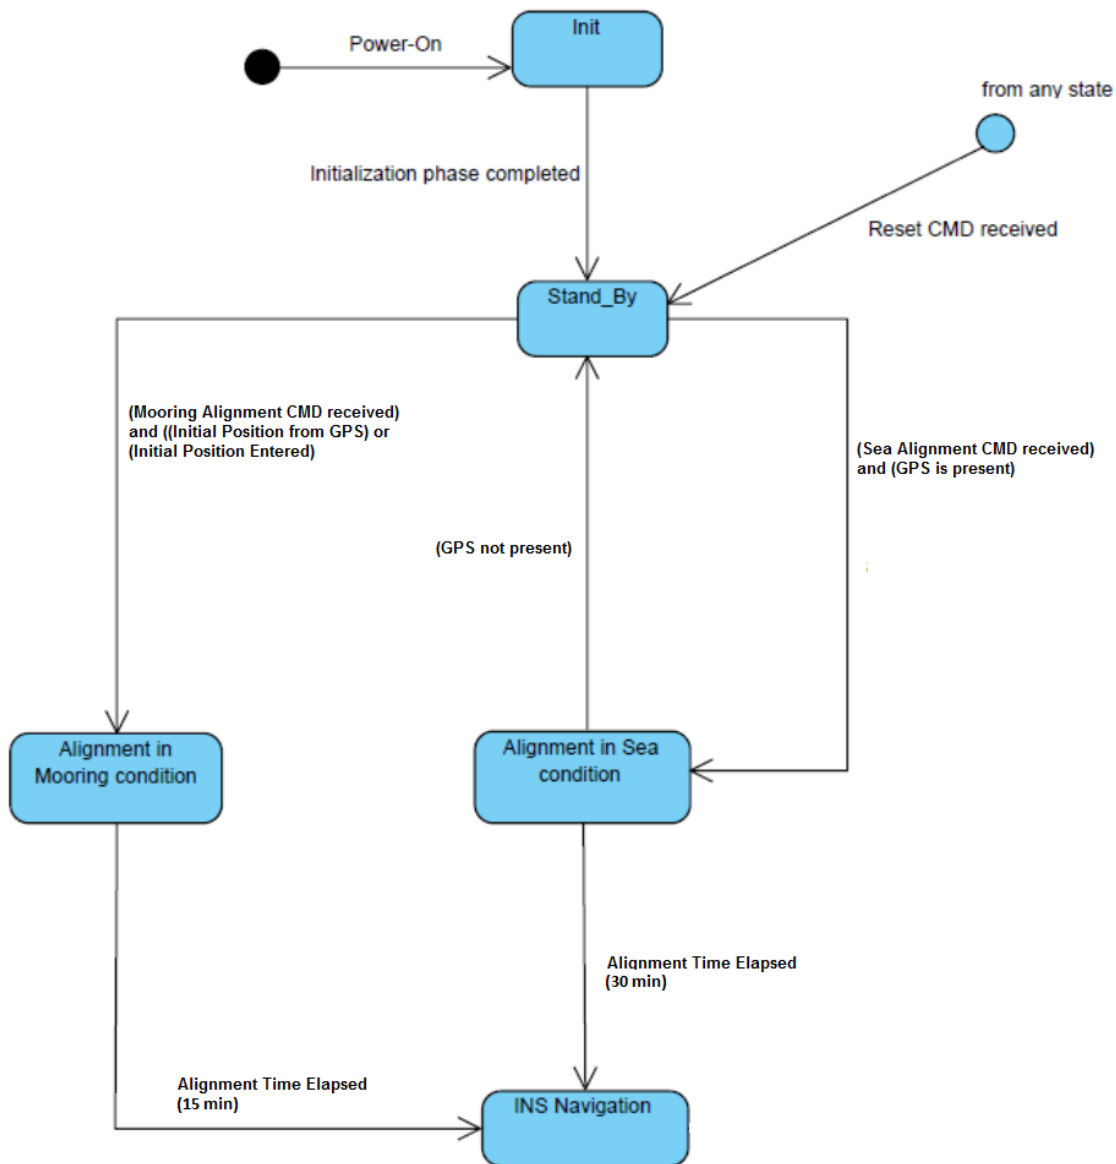 Init
Power-On
from any state
Initialization phase completed
Reset CMD received
Stand_By
(Mooring Alignment CMD received)
and ((Initial Position from GPS) or
(Initial Position Entered)
(Sea Alignment CMD received)
and (GPS is present)
(GPS not present)
Alignment in
Mooring condition
Alignment in Sea
condition
Alignment Time Elapsed
(30 min)
Alignment Time Elapsed
(15 min)
INS Navigation